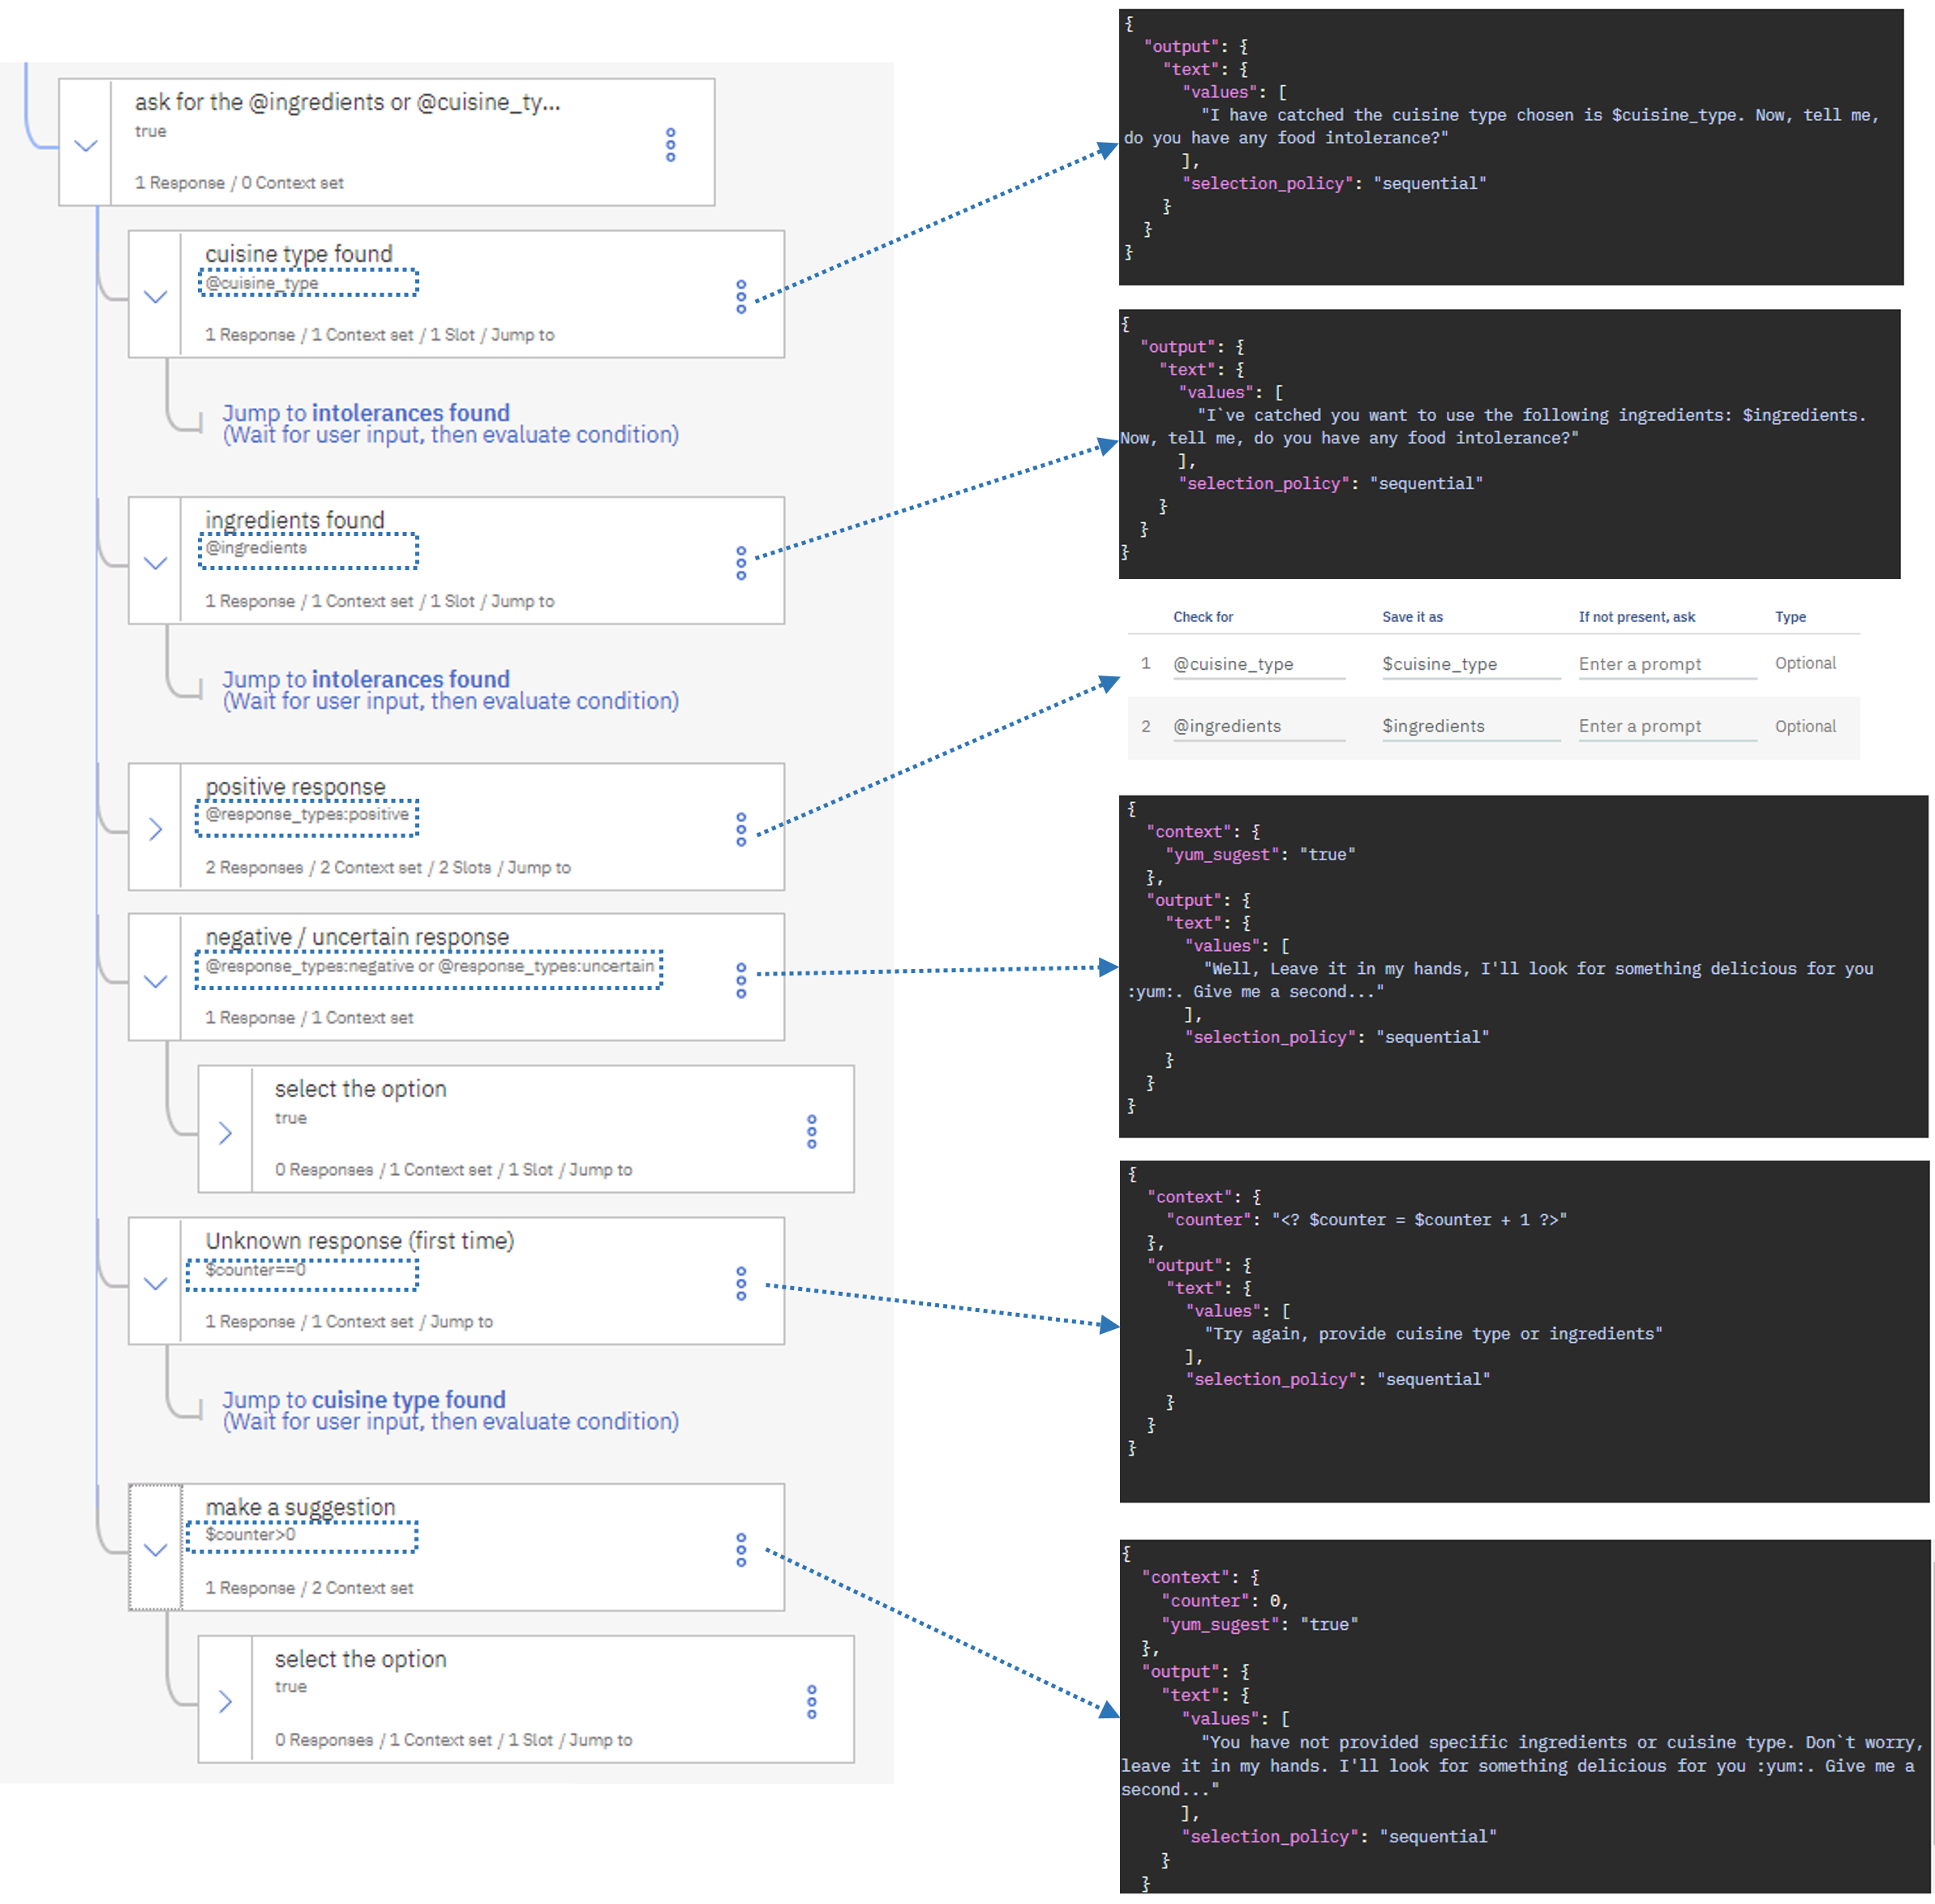 ask for the @ingredients or @cuisine_ty...
true
1 Response / 0 Context set
cuisine type found
@cuisine_type
1 Response / 1 Context set / 1 Slot / Jump to
Jump to intolerances found
(Wait for user input, then evaluate condition)
ingredients found
@ingredients
1 Response / 1 Context set / 1 Slot / Jump to
Jump to intolerances found
(Wait for user input, then evaluate condition)
positive response
@response_types:positive
2 Responses / 2 Context set / 2 Slots / Jump to
negative / uncertain response
@response_types:negative or @response_types:uncertain
1 Response / 1 Context set
select the option
true
0 Responses / 1 Context set / 1 Slot / Jump to
Unknown response (first time)
$counter==0
1 Response / 1 Context set / Jump to
Jump to cuisine type found
(Wait for user input, then evaluate condition)
make a suggestion
$counter>0
1 Response / 2 Context set
select the option
true
0 Responses / 1 Context set / 1 Slot / Jump to
{
"output": {
"text": {
"values": [
"I have catched the cuisine type chosen is $cuisine_type. Now, tell me,
do you have any food intolerance?"
],
"selection_policy": "sequential"
}
}
}
{
"output": {
"text": {
"values": [
"I`ve catched you want to use the following ingredients: $ingredients.
Now, tell me, do you have any food intolerance?"
],
"selection_policy": "sequential"
}
}
}
Check for Save it as If not present, ask Type
1 @cuisine_type $cuisine_type Enter a prompt Optional
2 @ingredients $ingredients Enter a prompt Optional
{
"context": {
"yum_sugest": "true"
},
"output": {
"text": {
"values": [
"Well, Leave it in my hands, I'll look for something delicious for you
:yum:. Give me a second..."
],
"selection_policy": "sequential"
}
}
}
{
"context": {
"counter": "<? $counter = $counter + 1 ?>"
},
"output": {
"text": {
"values": [
"Try again, provide cuisine type or ingredients"
],
"selection_policy": "sequential"
}
}
}
{
"context": {
"counter": 0,
"yum_sugest": "true"
},
"output": {
"text": {
"values": [
"You have not provided specific ingredients or cuisine type. Don`t worry,
leave it in my hands. I'll look for something delicious for you :yum:. Give me a
second..."
],
"selection_policy": "sequential"
}
}